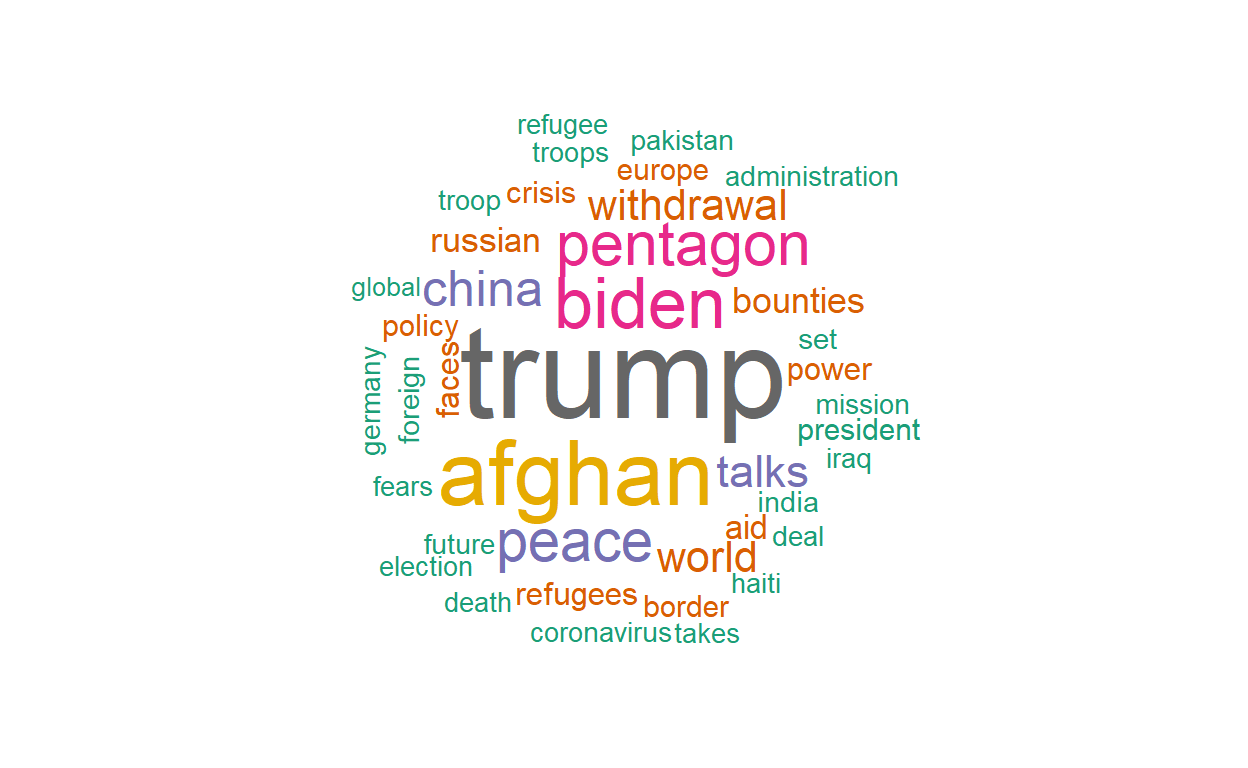 refugee
pakistan
troops
europe
administration
troop
crisis
withdrawal
russian
pentagon
global
china
biden
bounties
policy
set
trump
faces
power
germany
foreign
mission
president
iraq
afghan
talks
fears
india
aid
deal
future
peace
world
election
haiti
refugees
border
death
coronavirus
takes